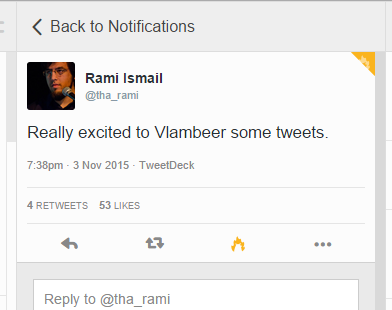 Back to Notifications
Rami Ismail
@tha_rami
Really excited to Vlambeer some tweets.
7:38pm · 3 Nov 2015 · TweetDeck
4 RETWEETS 53 LIKES
Reply to @tha_rami